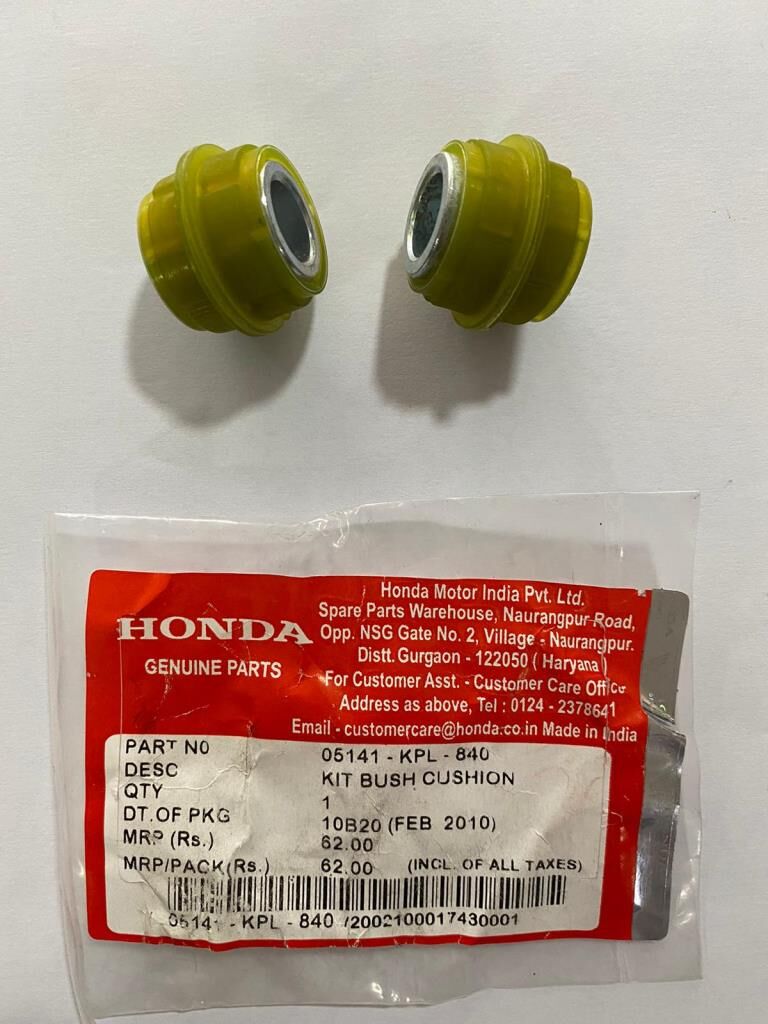 HONDA
GENUINE PARTS
Honda Motor India Pvt. Ltd.
Spare Parts Warehouse, Naurangpur Road,
Opp. NSG Gate No. 2, Village - Naurangpur.
Distt. Gurgaon - 122050 ( Haryana )
For Customer Asst. - Customer Care Office
Address as above, Tel : 0124 - 2378641
Email - customercare@honda.co.in Made in India
PART NO 05141 - KPL - 840
DESC KIT BUSH CUSHION
QTY 1
DT.OF PKG 10B20 (FEB 2010)
MRP (Rs.) 62.00
MRP/PACK(Rs.) 62.00 (INCL. OF ALL TAXES)
05141 - KPL - 840 /2002100017430001